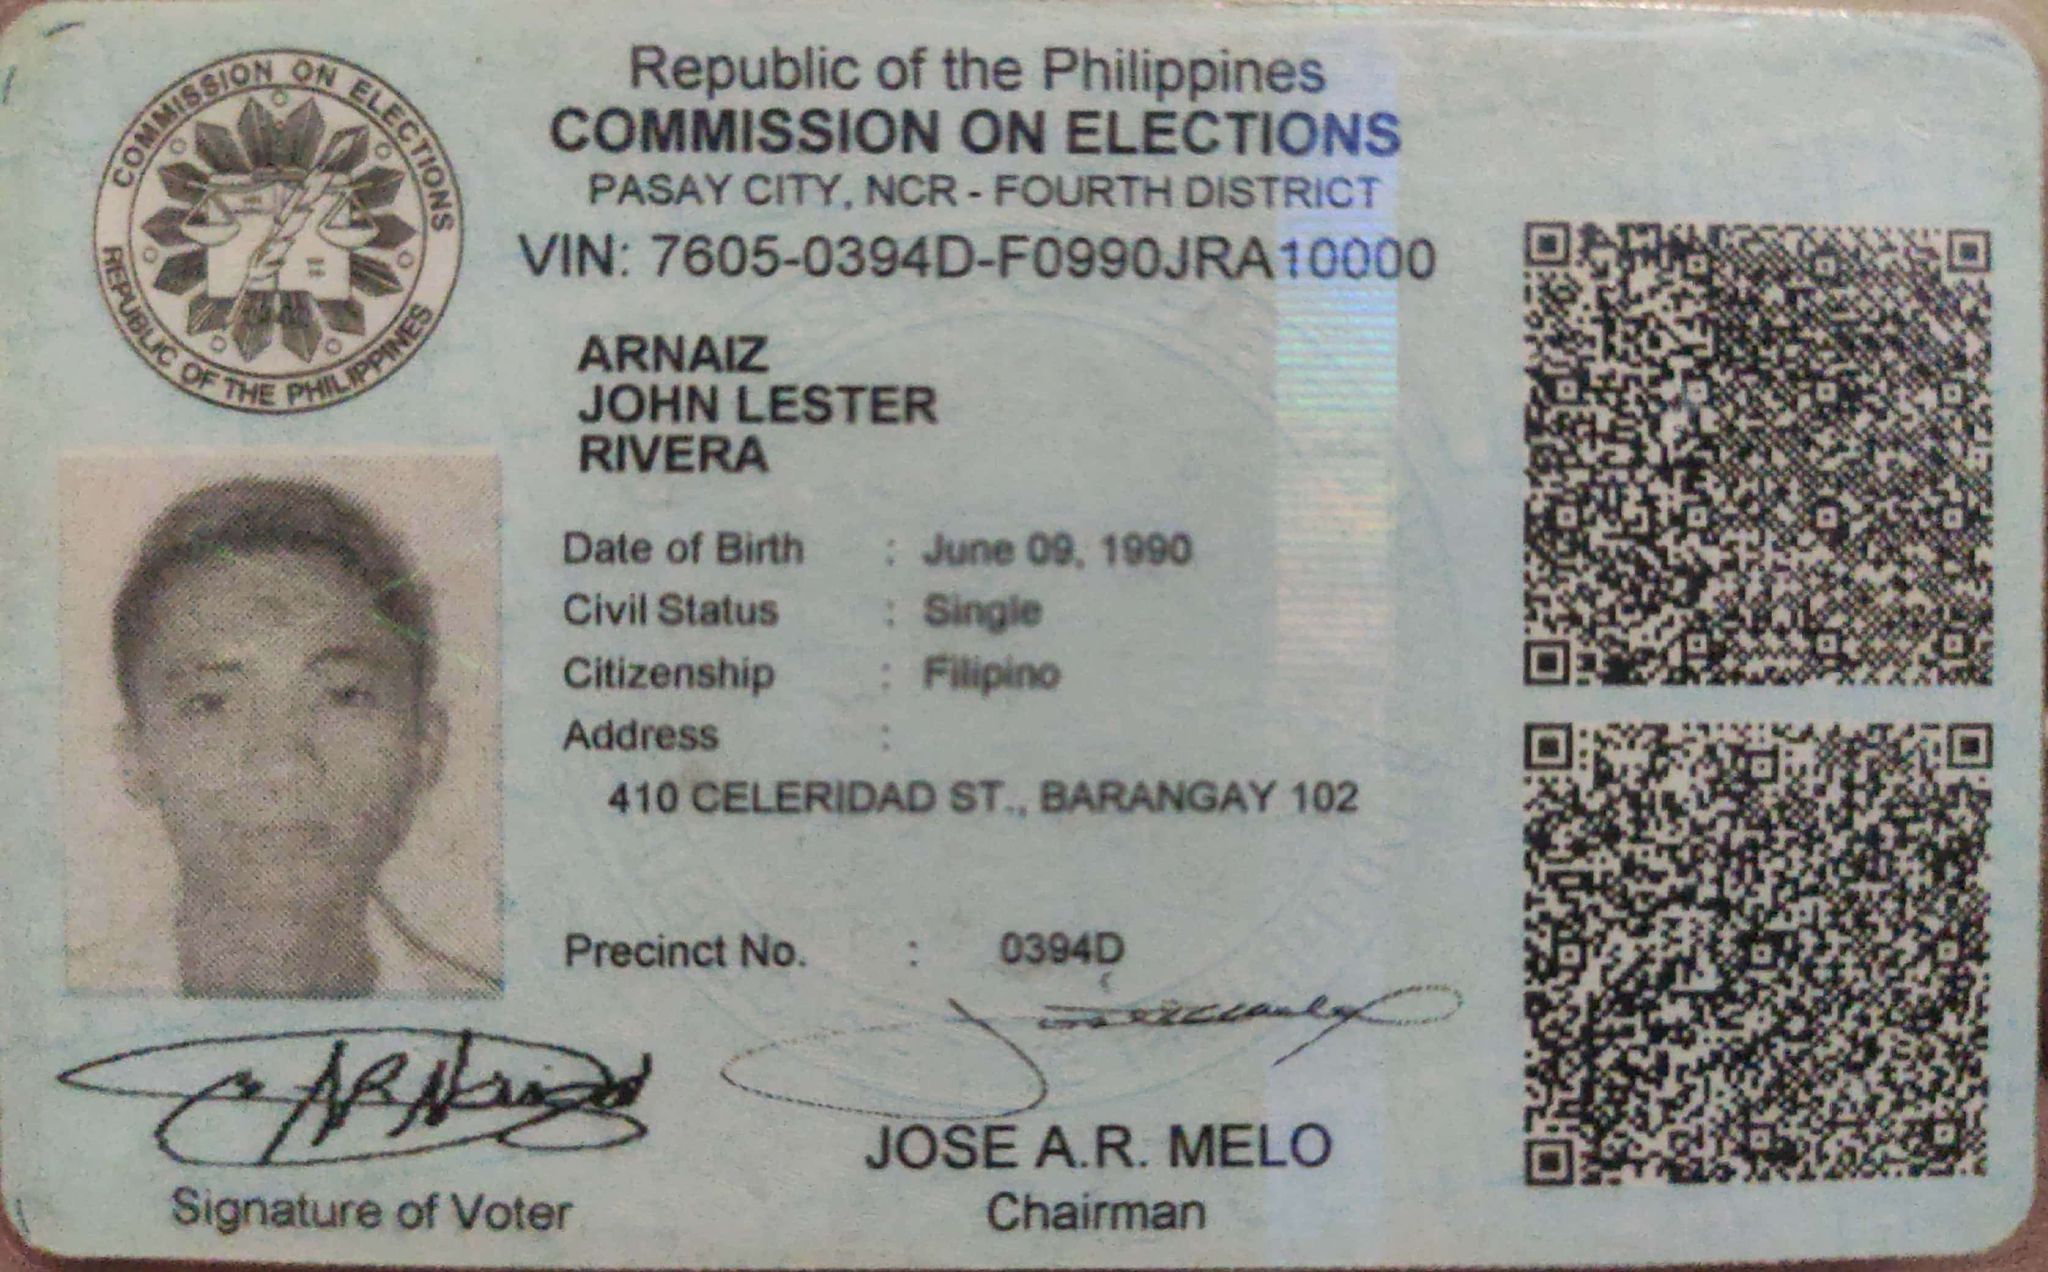 COMMISSION ON ELECTIONS
REPUBLIC OF THE PHILIPPINES
Republic of the Philippines
COMMISSION ON ELECTIONS
PASAY CITY, NCR - FOURTH DISTRICT
VIN: 7605-0394D-F0990JRA10000
ARNAIZ
JOHN LESTER
RIVERA
Date of Birth : June 09, 1990
Civil Status : Single
Citizenship : Filipino
Address :
410 CELERIDAD ST., BARANGAY 102
Precinct No. : 0394D
Signature of Voter
JOSE A.R. MELO
Chairman